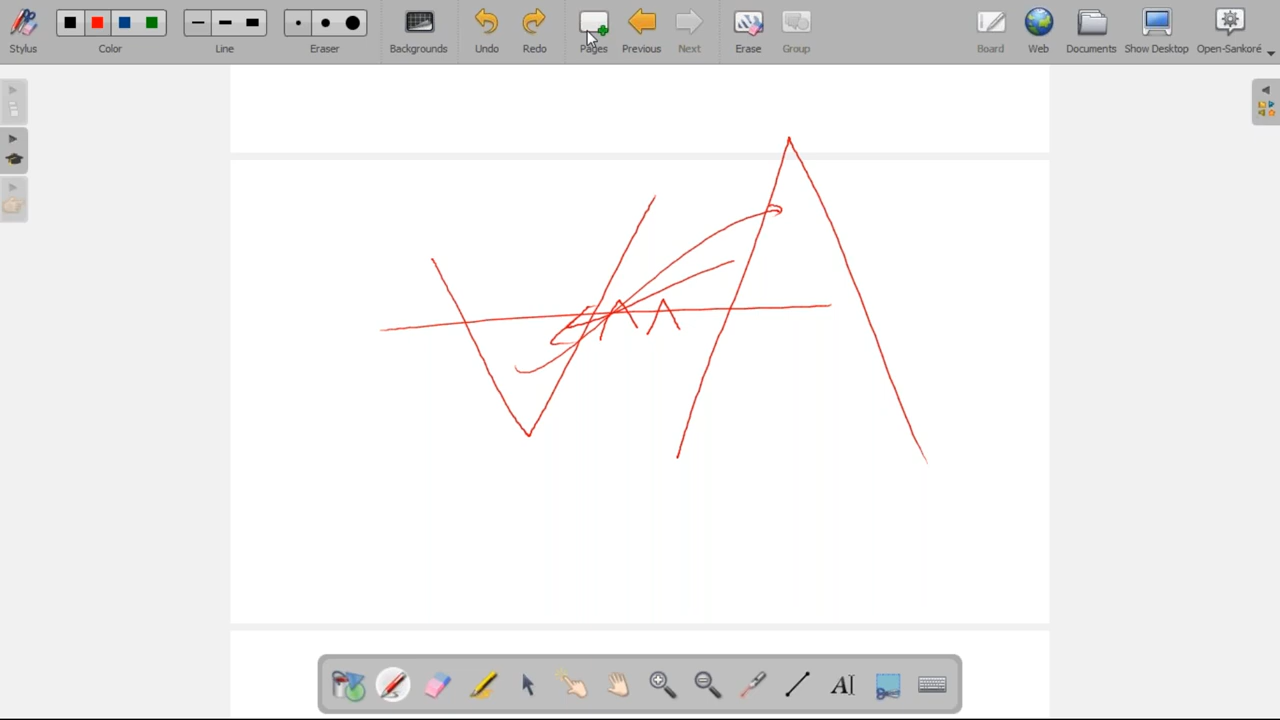 Stylus Color Line Eraser Backgrounds Undo Redo Pages Previous Next Erase Group Board Web Documents Show Desktop Open-Sankoré
AI